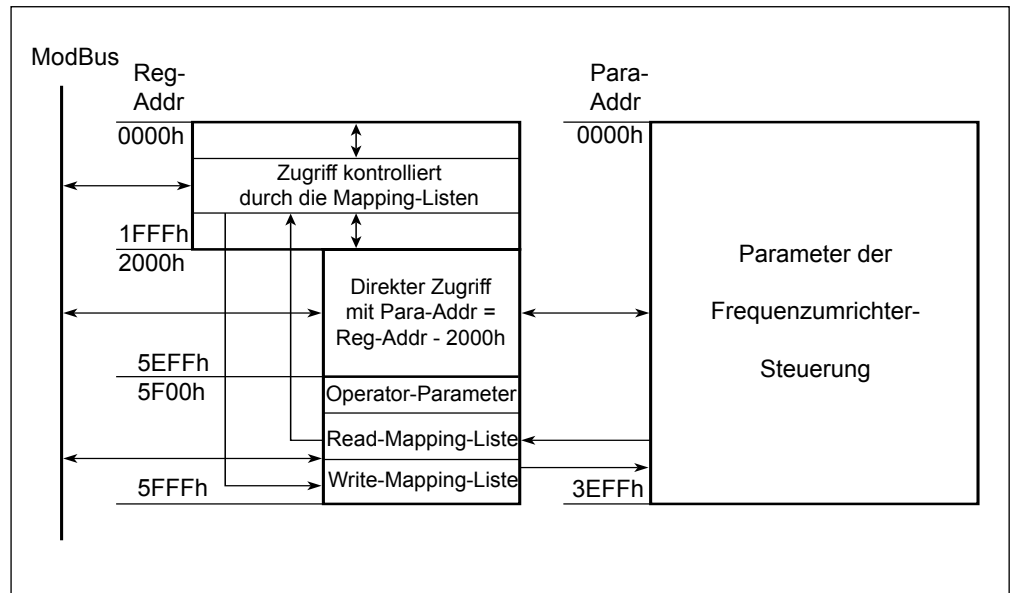 ModBus
Reg-
Addr
Para-
Addr
0000h
0000h
Zugriff kontrolliert
durch die Mapping-Listen
1FFFh
2000h
Direkter Zugriff
mit Para-Addr =
Reg-Addr - 2000h
Parameter der
Frequenzumrichter-
Steuerung
5EFFh
5F00h
Operator-Parameter
Read-Mapping-Liste
Write-Mapping-Liste
5FFFh
3EFFh